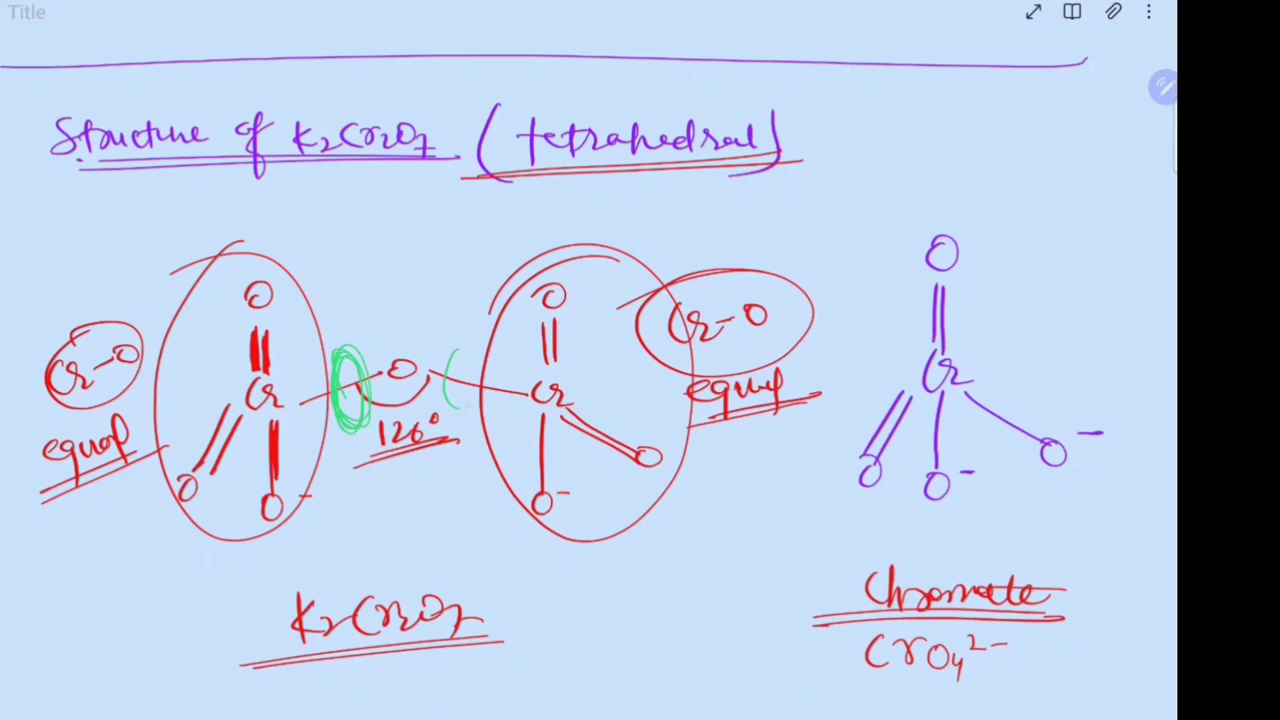 Title
Structure of K2Cr2O7 (tetrahedral)
O
O
O
Cr-O
Cr-O
Cr
O
Cr
Cr
equal
126°
equal
O
O-
O
O-
O
O-
O-
K2Cr2O7
Chromate
CrO4 2-